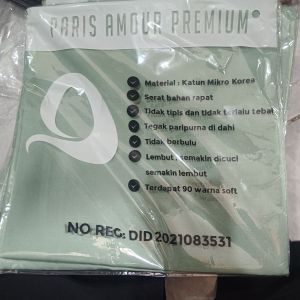 PARIS AMOUR PREMIUM®
Material : Katun Mikro Korea
Serat bahan rapat
Tidak tipis dan tidak terlalu tebal
Tegak paripurna di dahi
Tidak berbulu
Lembut, semakin dicuci
semakin lembut
Terdapat 90 warna soft
NO REG: DID 2021083531